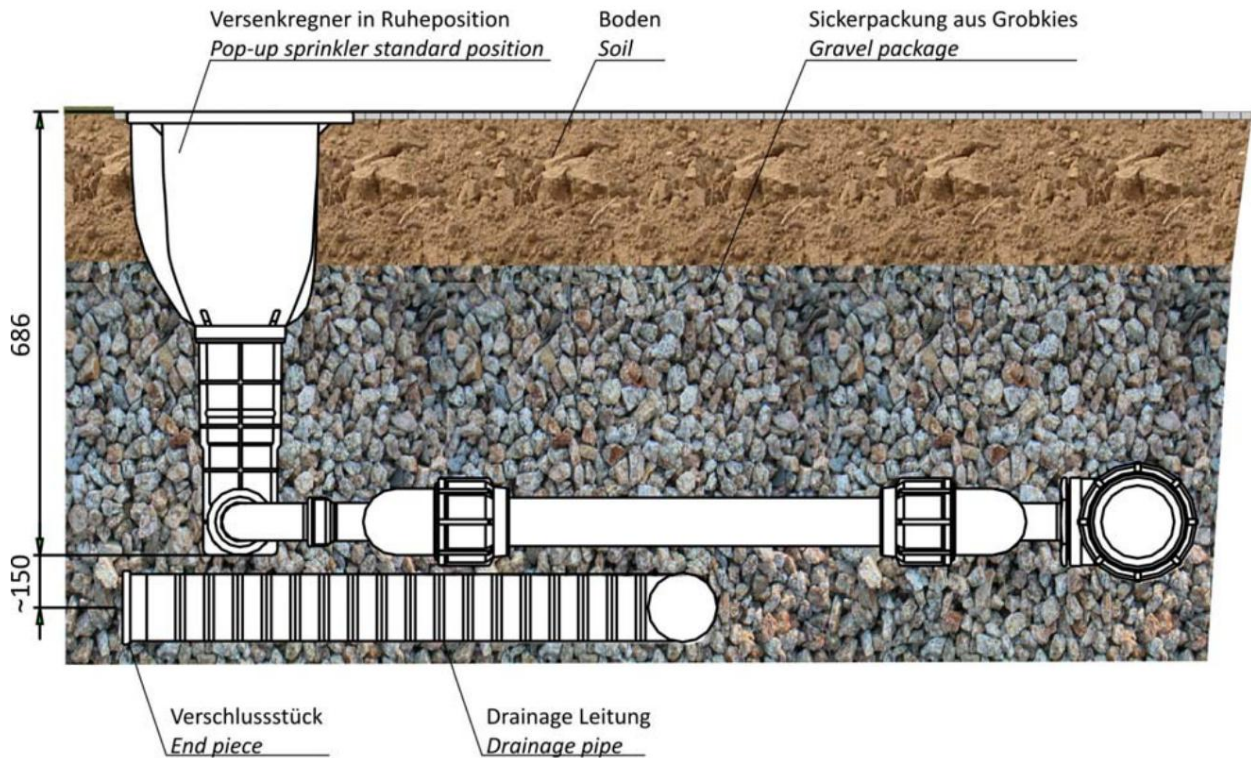 Versenkregner in Ruheposition
Pop-up sprinkler standard position
Boden
Soil
Sickerpackung aus Grobkies
Gravel package
686
~150
Verschlussstück
End piece
Drainage Leitung
Drainage pipe